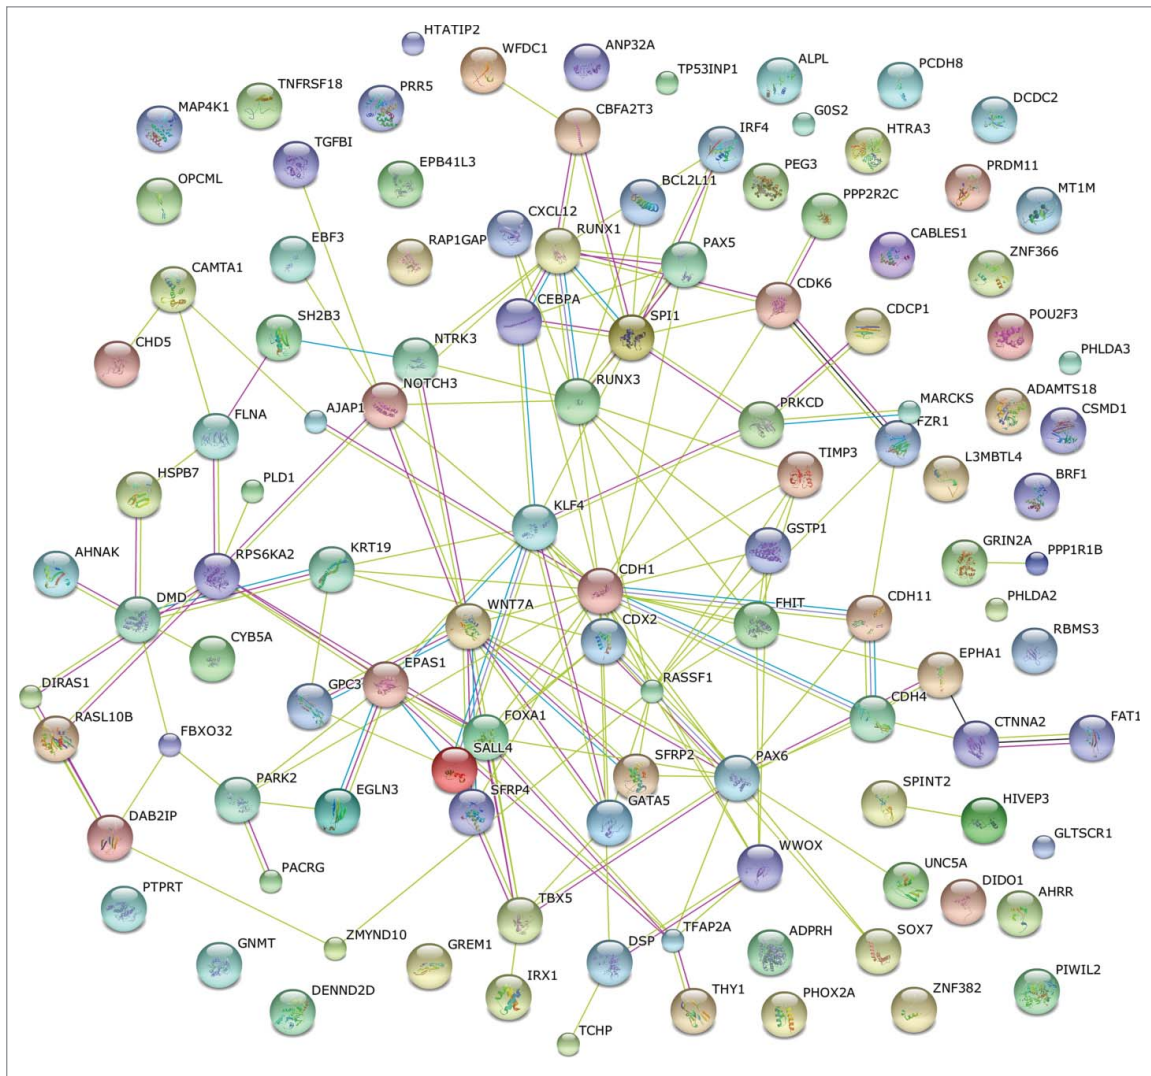 HTATIP2
WFDC1
ANP32A
TP53INP1
ALPL
PCDH8
TNFRSF18
PRR5
MAP4K1
CBFA2T3
G0S2
DCDC2
TGFBI
IRF4
HTRA3
EPB41L3
BCL2L11
PEG3
PRDM11
OPCML
CXCL12
PPP2R2C
MT1M
RUNX1
EBF3
RAP1GAP
PAX5
CABLES1
ZNF366
CAMTA1
CEBPA
CDK6
SH2B3
SPI1
CDCP1
POU2F3
CHD5
NTRK3
PHLDA3
NOTCH3
RUNX3
AJAP1
PRKCD
MARCKS
ADAMTS18
FLNA
FZR1
CSMD1
TIMP3
L3MBTL4
HSPB7
PLD1
BRF1
KLF4
GSTP1
GRIN2A
AHNAK
RPS6KA2
KRT19
PPP1R1B
CDH1
DMD
CDH11
WNT7A
FHIT
PHLDA2
CYB5A
CDX2
RBMS3
EPHA1
EPAS1
RASSF1
DIRAS1
GPC3
CDH4
RASL10B
FOXA1
CTNNA2
FAT1
FBXO32
SALL4
PAX6
SFRP2
PARK2
SPINT2
EGLN3
SFRP4
GATA5
HIVEP3
DAB2IP
GLTSCR1
WWOX
UNC5A
PACRG
DIDO1
PTPRT
AHRR
TBX5
ZMYND10
TFAP2A
SOX7
GNMT
GREM1
DSP
ADPRH
PIWIL2
DENND2D
IRX1
THY1
PHOX2A
ZNF382
TCHP